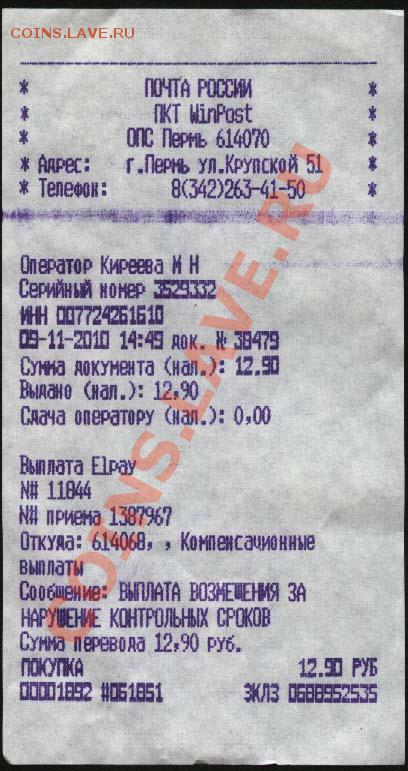 COINS.LAVE.RU
* ПОЧТА РОССИИ *
* ПКТ WinPost *
* ОПС Пермь 614070 *
* Адрес: г.Пермь ул.Крупской 51 *
* Телефон: 8(342)263-41-50 *
Оператор Киреева М Н
Серийный номер 3529332
ИНН 007724261610
09-11-2010 14:49 док. № 38479
Сумма документа (нал.): 12.90
Выдано (нал.): 12,90
Сдача оператору (нал.): 0,00
Выплата Elpay
N# 11844
N# приема 1387967
Откуда: 614068, , Компенсационные
выплаты
Сообщение: ВЫПЛАТА ВОЗМЕЩЕНИЯ ЗА
НАРУШЕНИЕ КОНТРОЛЬНЫХ СРОКОВ
Сумма перевода 12,90 руб.
ПОКУПКА 12.90 РУБ
00001892 #061851 ЭКЛЗ 0688952535
COINS.LAVE.RU